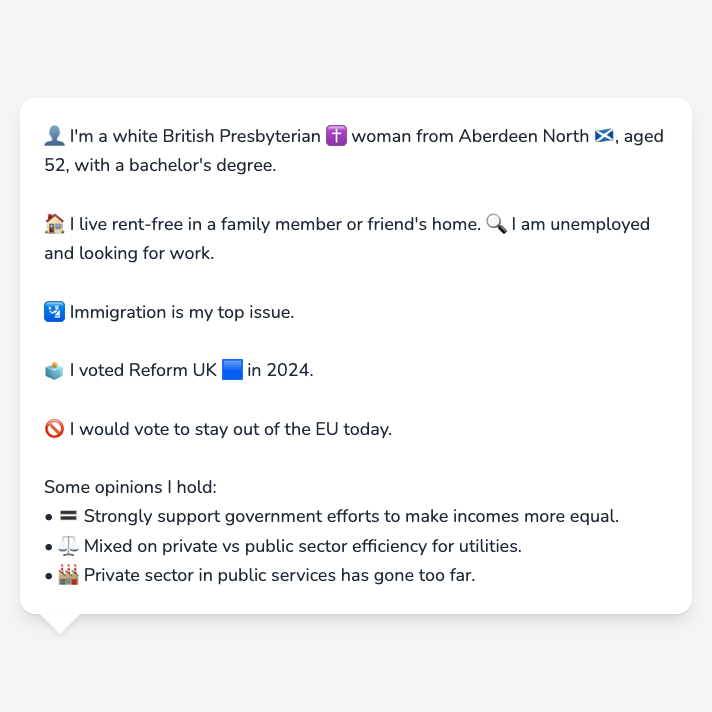 👤 I'm a white British Presbyterian ✝️ woman from Aberdeen North 🏴󠁧󠁢󠁳󠁣󠁴󠁿, aged
52, with a bachelor's degree.
🏠 I live rent-free in a family member or friend's home. 🔍 I am unemployed
and looking for work.
🛂 Immigration is my top issue.
🗳️ I voted Reform UK 🟦 in 2024.
🚫 I would vote to stay out of the EU today.
Some opinions I hold:
• 🟰 Strongly support government efforts to make incomes more equal.
• ⚖️ Mixed on private vs public sector efficiency for utilities.
• 🏭 Private sector in public services has gone too far.